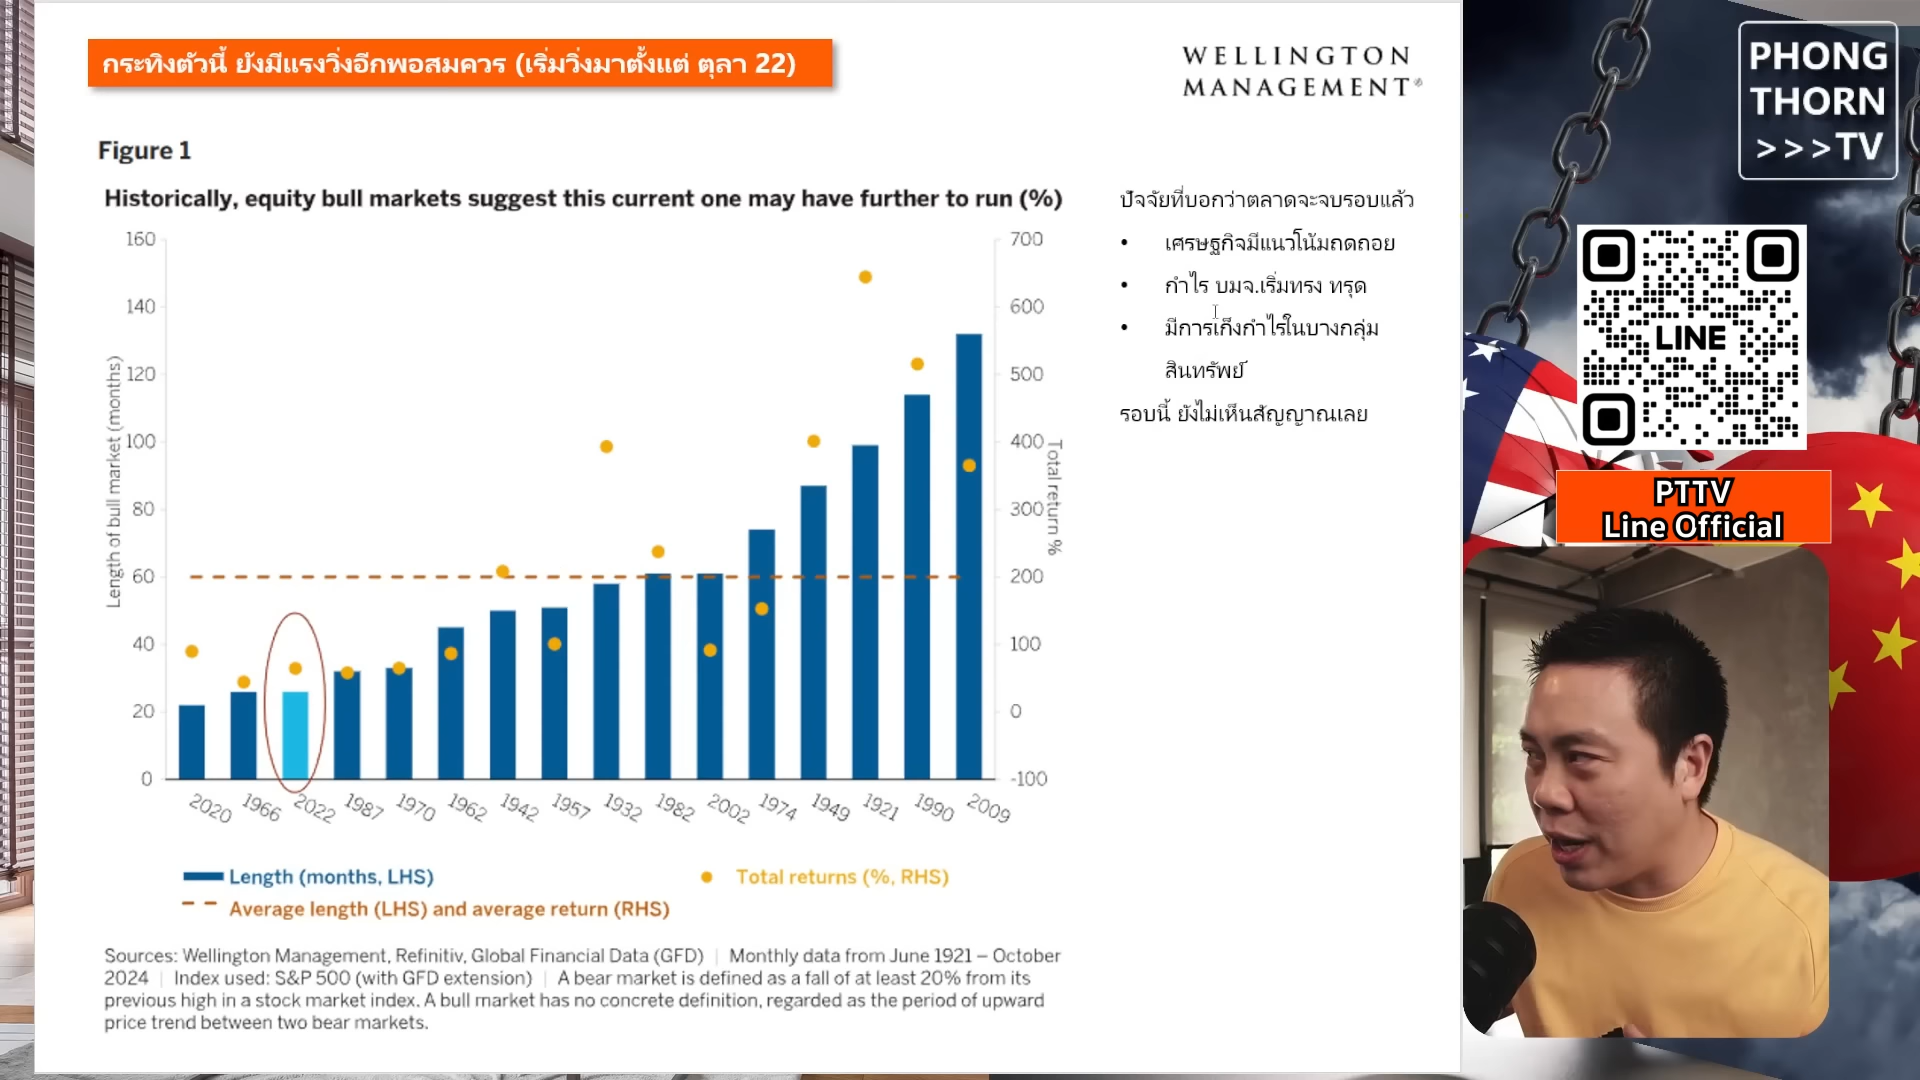 กระทิงตัวนี้ ยังมีแรงวิ่งอีกพอสมควร (เริ่มวิ่งมาตั้งแต่ ตุลา 22)
WELLINGTON
MANAGEMENT®
Figure 1
Historically, equity bull markets suggest this current one may have further to run (%)
160
140
120
100
80
60
40
20
0
Length of bull market (months)
700
600
500
400
300
200
100
0
-100
Total return %
2020
1966
2022
1987
1970
1962
1942
1957
1932
1982
2002
1974
1949
1921
1990
2009
Length (months, LHS)
Total returns (%, RHS)
Average length (LHS) and average return (RHS)
Sources: Wellington Management, Refinitiv, Global Financial Data (GFD) | Monthly data from June 1921 – October
2024 | Index used: S&P 500 (with GFD extension) | A bear market is defined as a fall of at least 20% from its
previous high in a stock market index. A bull market has no concrete definition, regarded as the period of upward
price trend between two bear markets.
ปัจจัยที่บอกว่าตลาดจะจบรอบแล้ว
• เศรษฐกิจมีแนวโน้มถดถอย
• กำไร บมจ.เริ่มทรง ทรุด
• มีการเก็งกำไรในบางกลุ่ม
สินทรัพย์
รอบนี้ ยังไม่เห็นสัญญาณเลย
PHONG
THORN
>>>TV
LINE
PTTV
Line Official